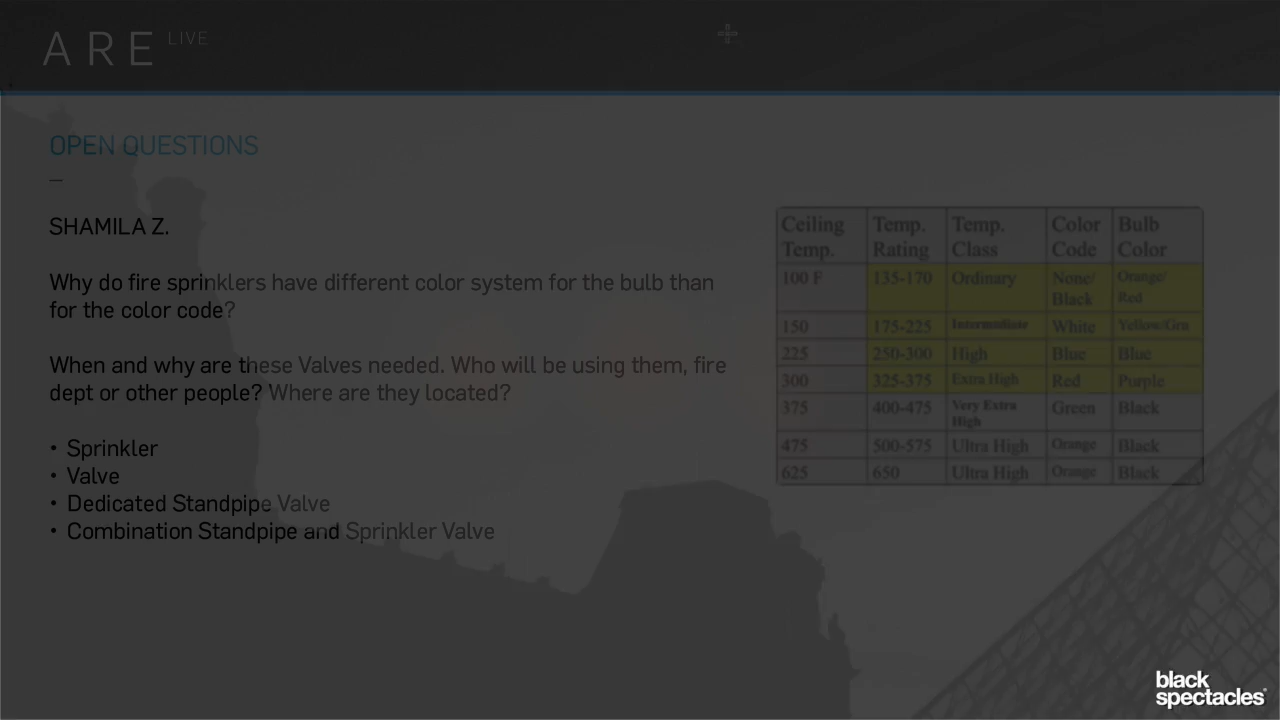 ARE LIVE
OPEN QUESTIONS
SHAMILA Z.
Why do fire sprinklers have different color system for the bulb than
for the color code?
When and why are these Valves needed. Who will be using them, fire
dept or other people? Where are they located?
• Sprinkler
• Valve
• Dedicated Standpipe Valve
• Combination Standpipe and Sprinkler Valve
Ceiling Temp. Temp. Color Bulb
Temp. Rating Class Code Color
100 F 135-170 Ordinary None/ Orange/
Black Red
150 175-225 Intermediate White Yellow/Grn
225 250-300 High Blue Blue
300 325-375 Extra High Red Purple
375 400-475 Very Extra Green Black
High
475 500-575 Ultra High Orange Black
625 650 Ultra High Orange Black
black
spectacles